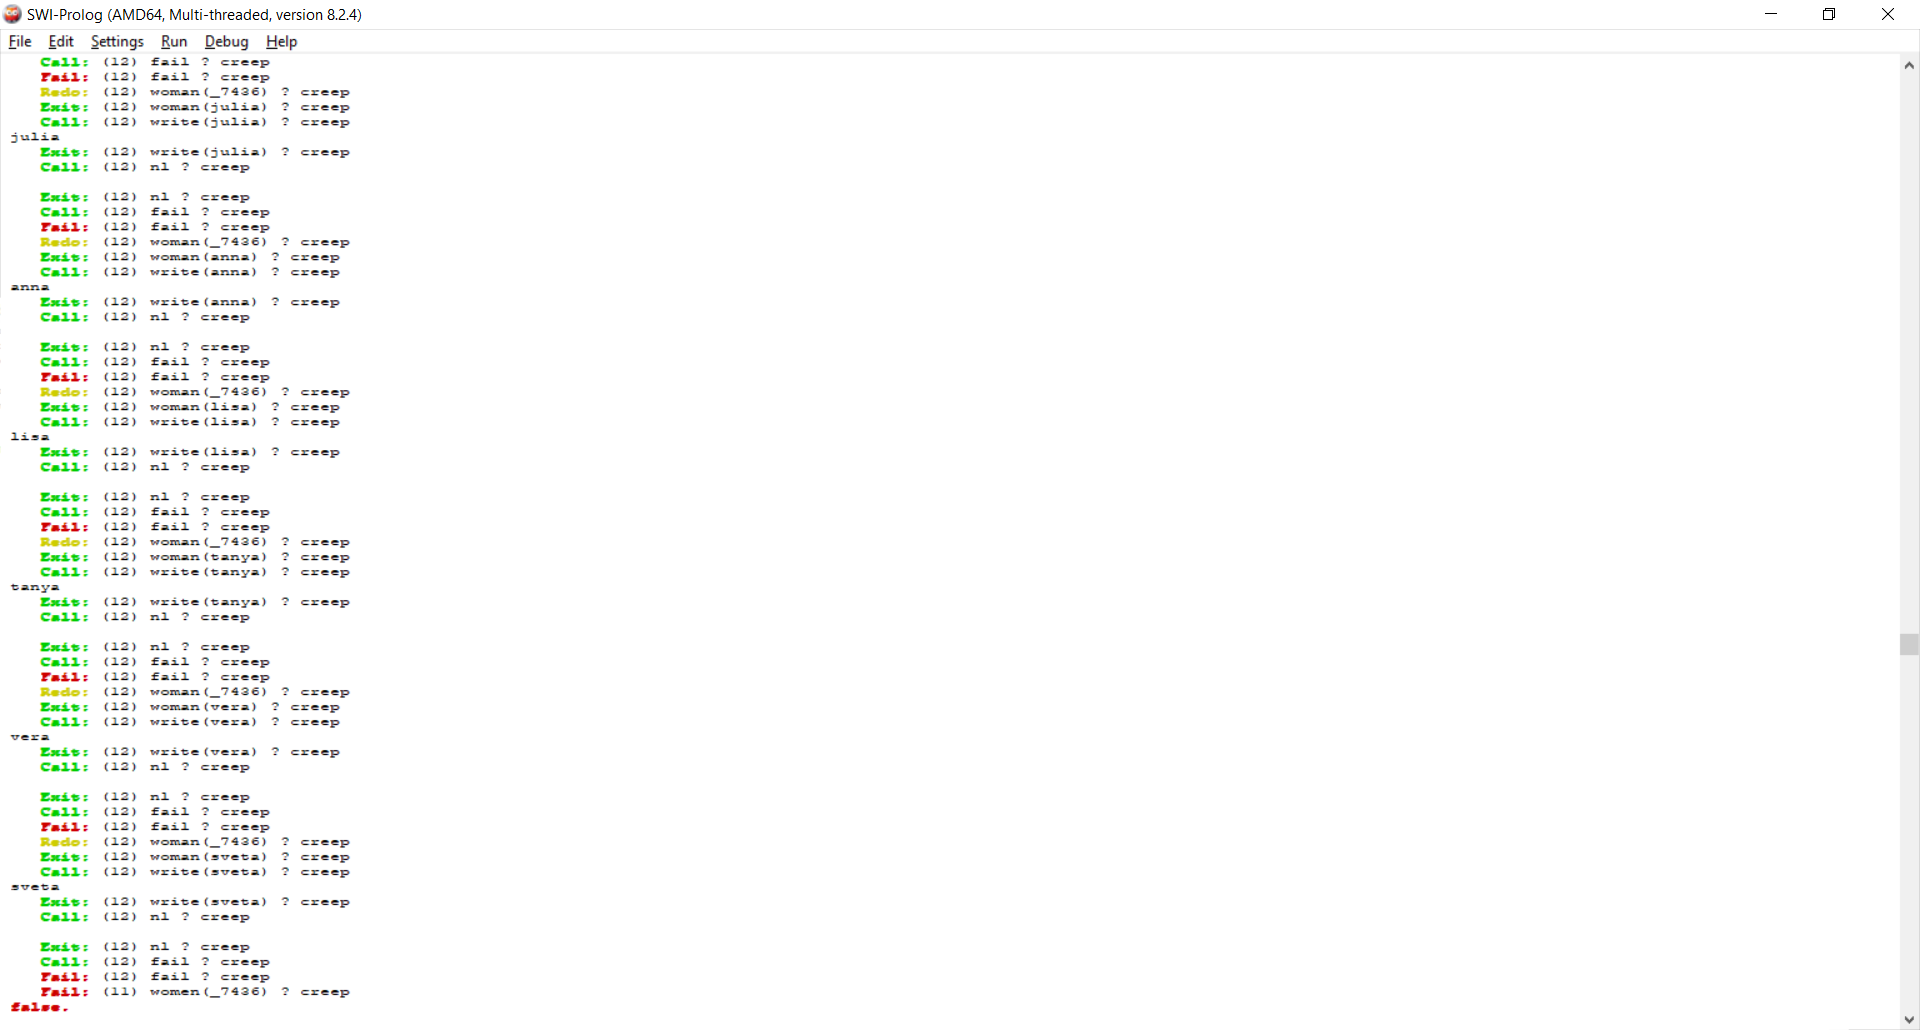 SWI-Prolog (AMD64, Multi-threaded, version 8.2.4)
File Edit Settings Run Debug Help
Call: (12) fail ? creep
Fail: (12) fail ? creep
Redo: (12) woman(_7436) ? creep
Exit: (12) woman(julia) ? creep
Call: (12) write(julia) ? creep
julia
Exit: (12) write(julia) ? creep
Call: (12) nl ? creep
Exit: (12) nl ? creep
Call: (12) fail ? creep
Fail: (12) fail ? creep
Redo: (12) woman(_7436) ? creep
Exit: (12) woman(anna) ? creep
Call: (12) write(anna) ? creep
anna
Exit: (12) write(anna) ? creep
Call: (12) nl ? creep
Exit: (12) nl ? creep
Call: (12) fail ? creep
Fail: (12) fail ? creep
Redo: (12) woman(_7436) ? creep
Exit: (12) woman(lisa) ? creep
Call: (12) write(lisa) ? creep
lisa
Exit: (12) write(lisa) ? creep
Call: (12) nl ? creep
Exit: (12) nl ? creep
Call: (12) fail ? creep
Fail: (12) fail ? creep
Redo: (12) woman(_7436) ? creep
Exit: (12) woman(tanya) ? creep
Call: (12) write(tanya) ? creep
tanya
Exit: (12) write(tanya) ? creep
Call: (12) nl ? creep
Exit: (12) nl ? creep
Call: (12) fail ? creep
Fail: (12) fail ? creep
Redo: (12) woman(_7436) ? creep
Exit: (12) woman(vera) ? creep
Call: (12) write(vera) ? creep
vera
Exit: (12) write(vera) ? creep
Call: (12) nl ? creep
Exit: (12) nl ? creep
Call: (12) fail ? creep
Fail: (12) fail ? creep
Redo: (12) woman(_7436) ? creep
Exit: (12) woman(sveta) ? creep
Call: (12) write(sveta) ? creep
sveta
Exit: (12) write(sveta) ? creep
Call: (12) nl ? creep
Exit: (12) nl ? creep
Call: (12) fail ? creep
Fail: (12) fail ? creep
Fail: (11) women(_7436) ? creep
false.